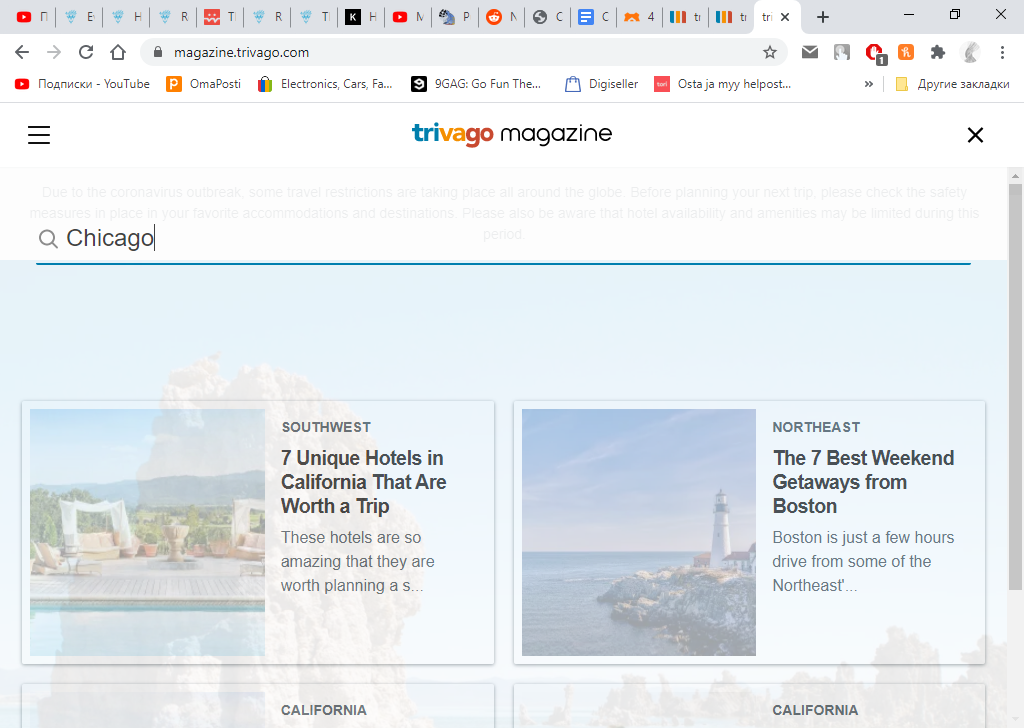 magazine.trivago.com
1
Подписки - YouTube
OmaPosti
Electronics, Cars, Fa...
9GAG: Go Fun The...
Digiseller
tori
Osta ja myy helpost...
»
Другие закладки
trivago magazine
Due to the coronavirus outbreak, some travel restrictions are taking place all around the globe. Before planning your next trip, please check the safety
measures in place in your favorite accommodations and destinations. Please also be aware that hotel availability and amenities may be limited during this
period.
Chicago
SOUTHWEST
7 Unique Hotels in
California That Are
Worth a Trip
These hotels are so
amazing that they are
worth planning a s...
NORTHEAST
The 7 Best Weekend
Getaways from
Boston
Boston is just a few hours
drive from some of the
Northeast'...
CALIFORNIA
CALIFORNIA